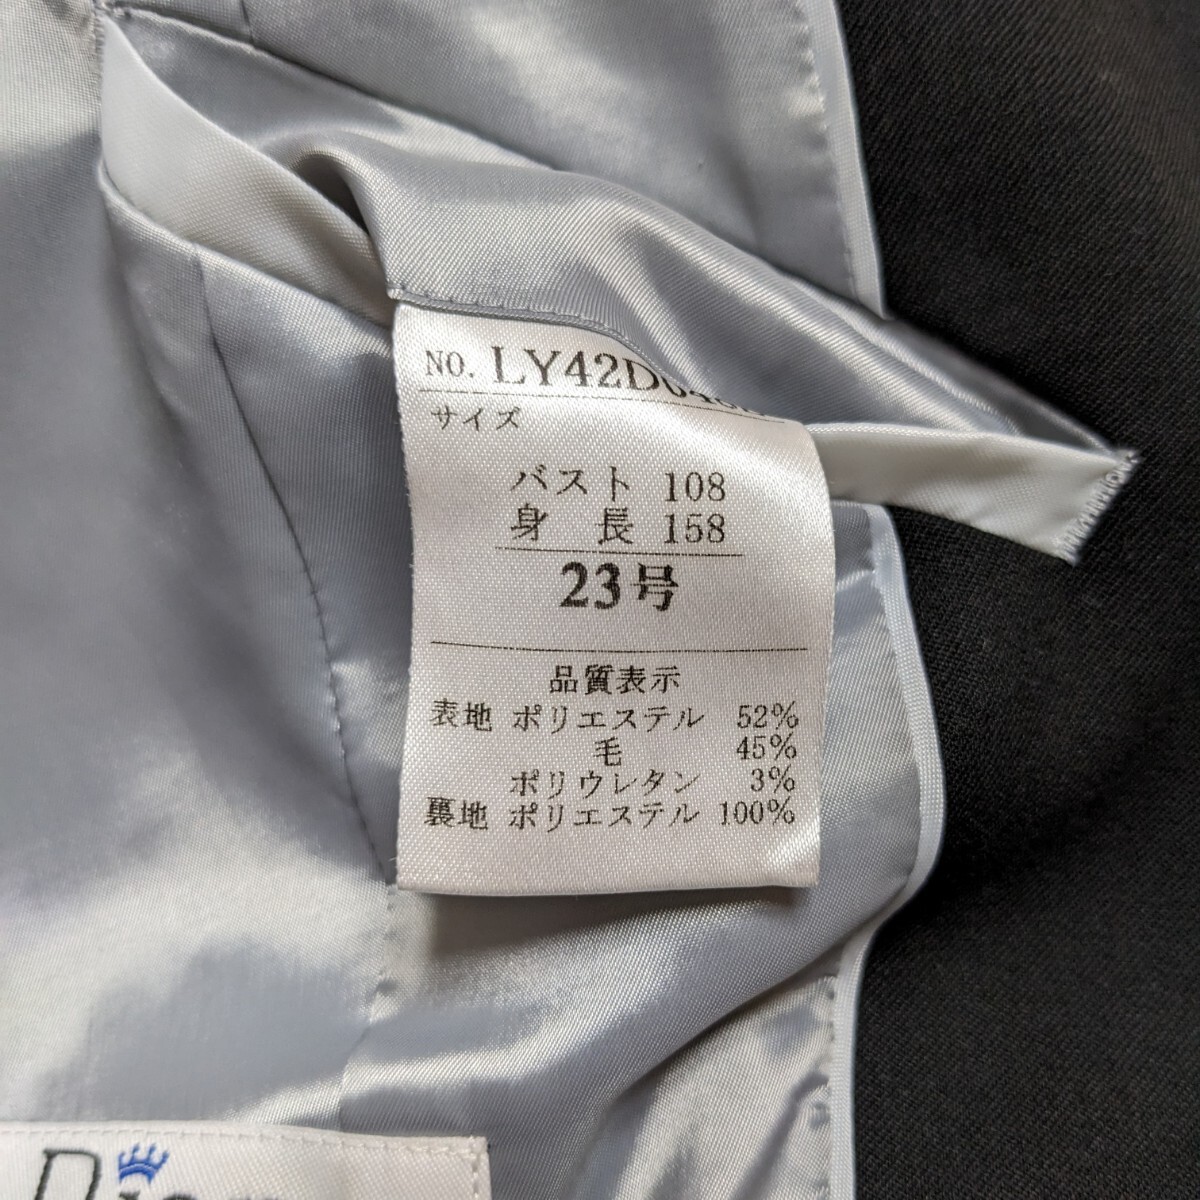 NO. LY42D
サイズ
バスト 108
身長 158
23号
品質表示
表地 ポリエステル 52%
毛 45%
ポリウレタン 3%
裏地 ポリエステル 100%